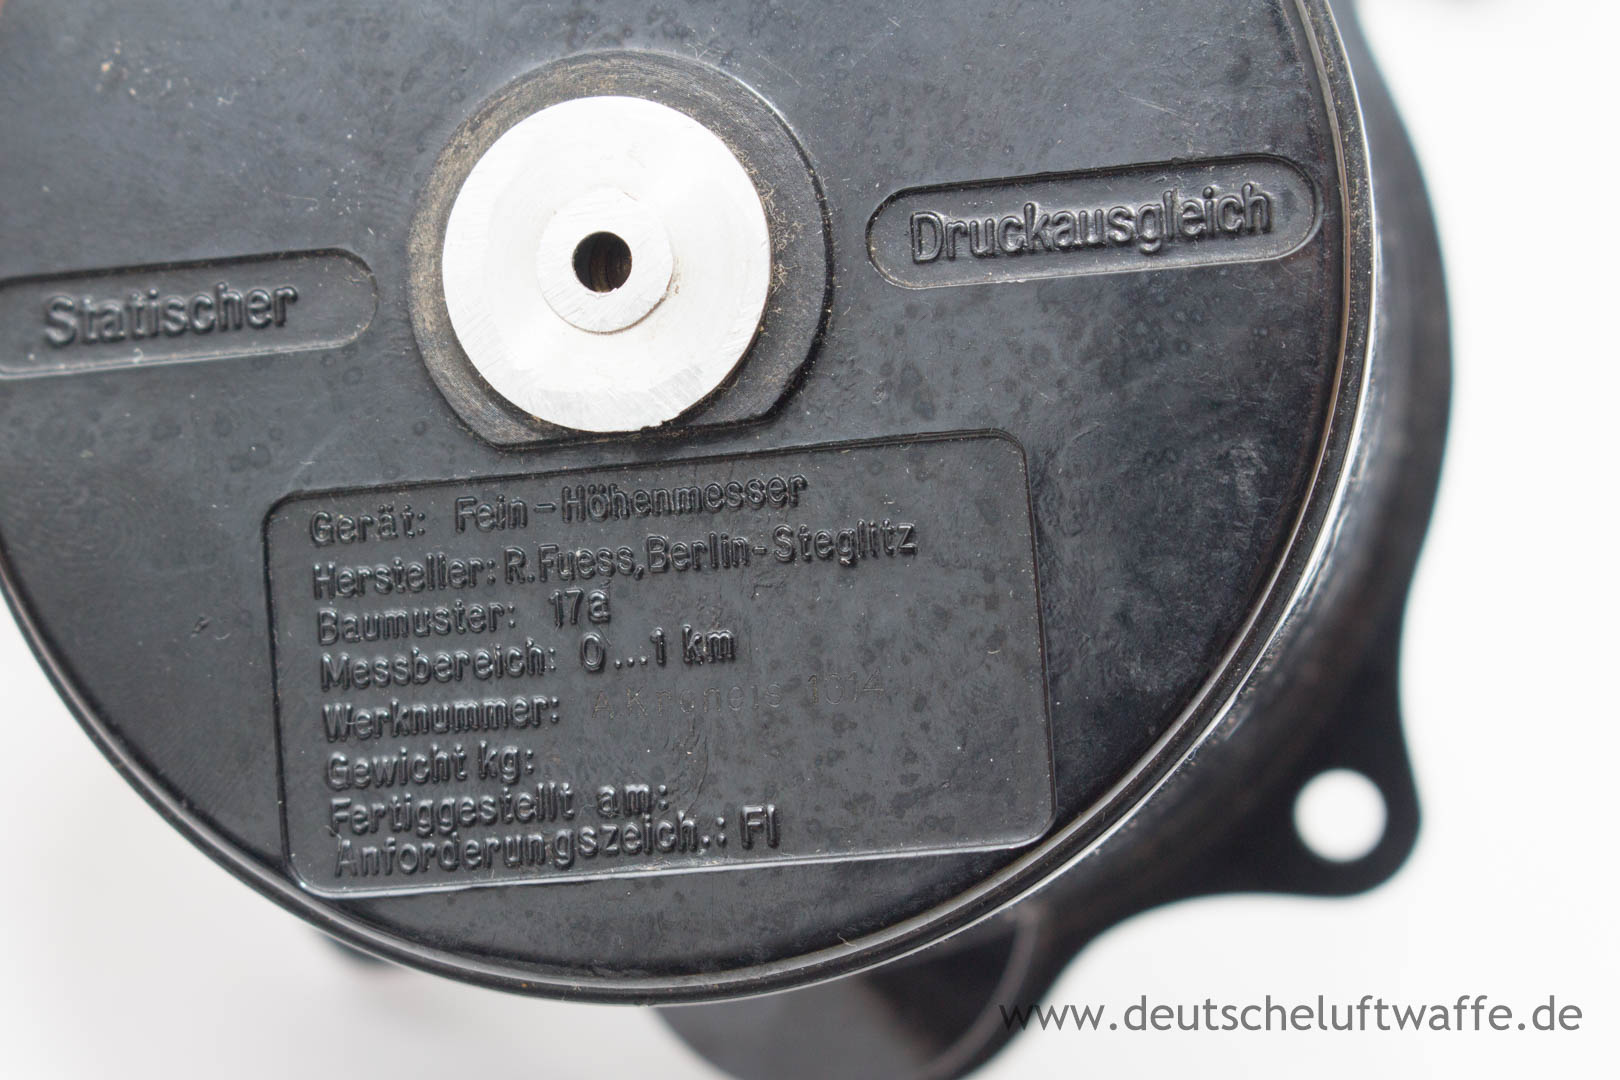 Statischer
Druckausgleich
Gerät: Fein-Höhenmesser
Hersteller: R.Fuess, Berlin-Steglitz
Baumuster: 17a
Messbereich: 0...1 km
Werknummer: 1014
Gewicht kg:
Fertiggestellt am:
Anforderungszeich.: Fl
www.deutscheluftwaffe.de